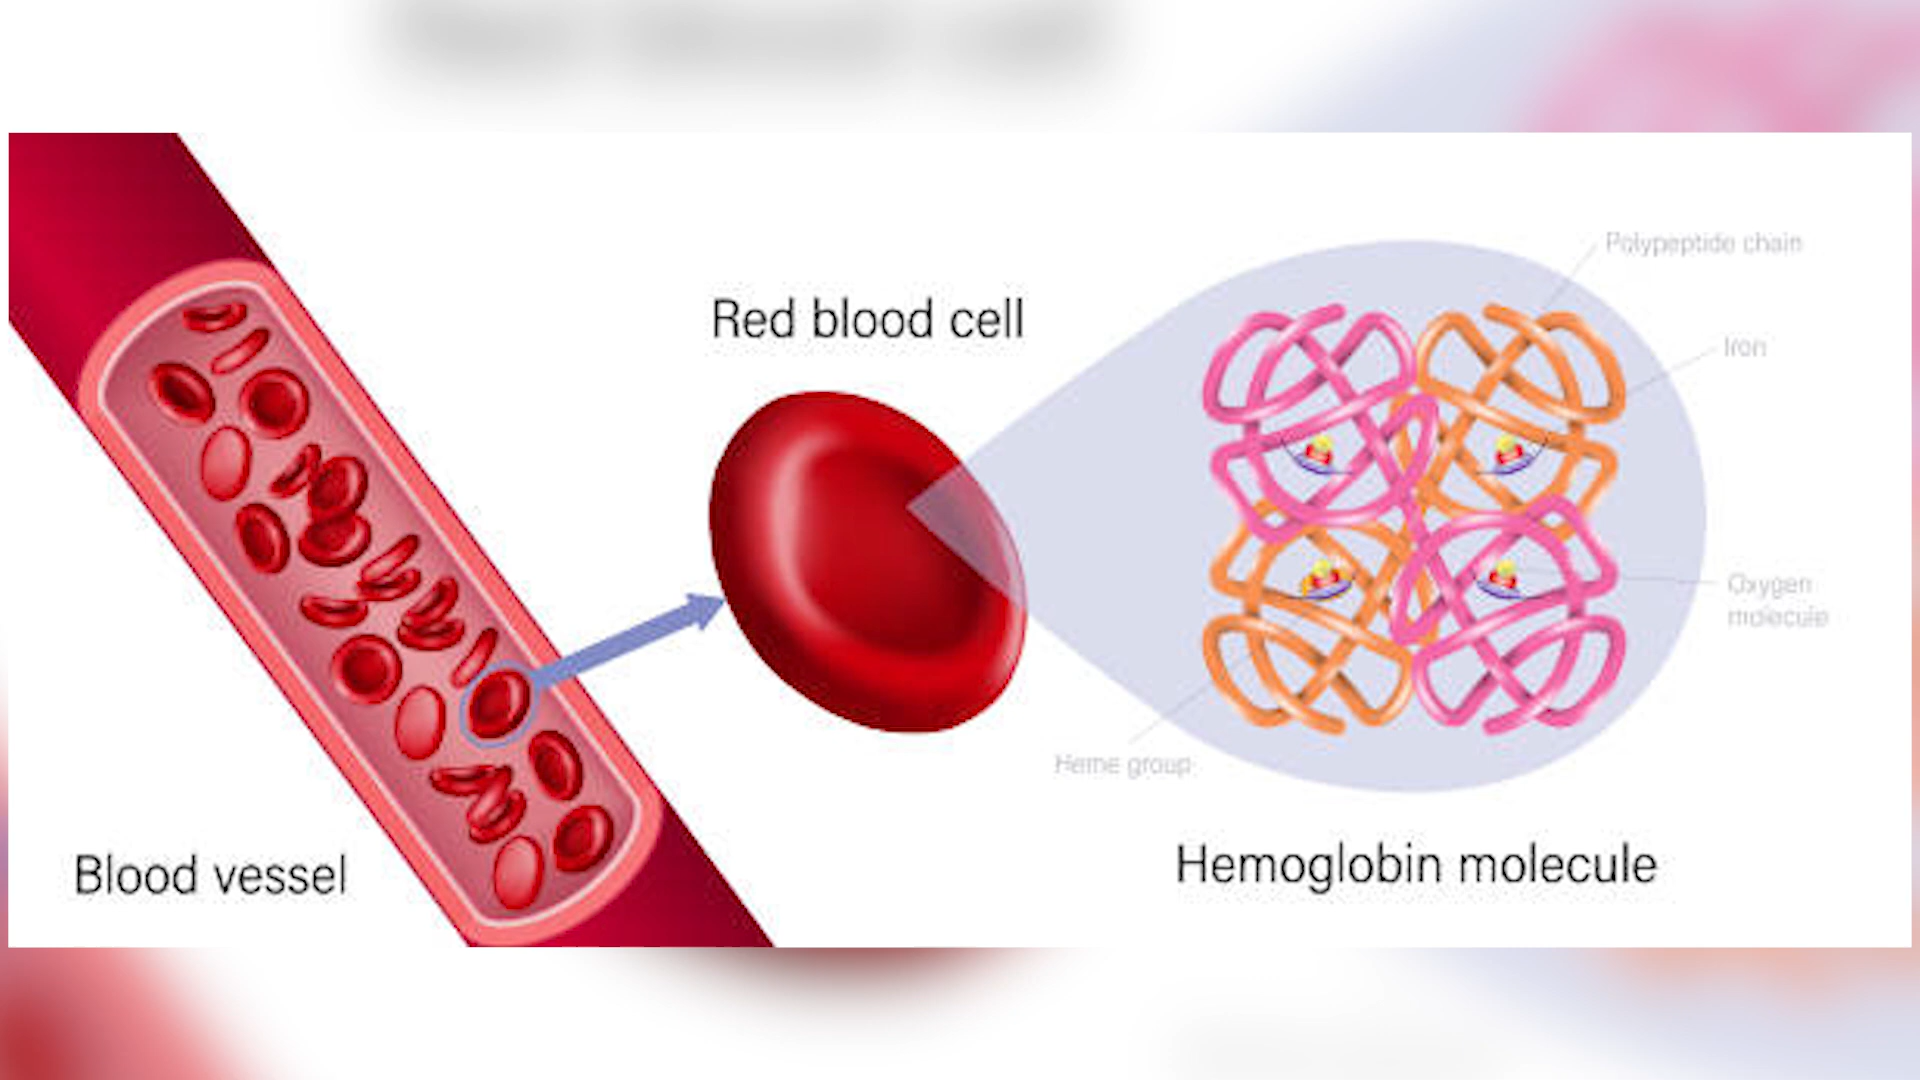 Polypeptide chain
Red blood cell
Iron
Oxygen
molecule
Heme group
Blood vessel
Hemoglobin molecule